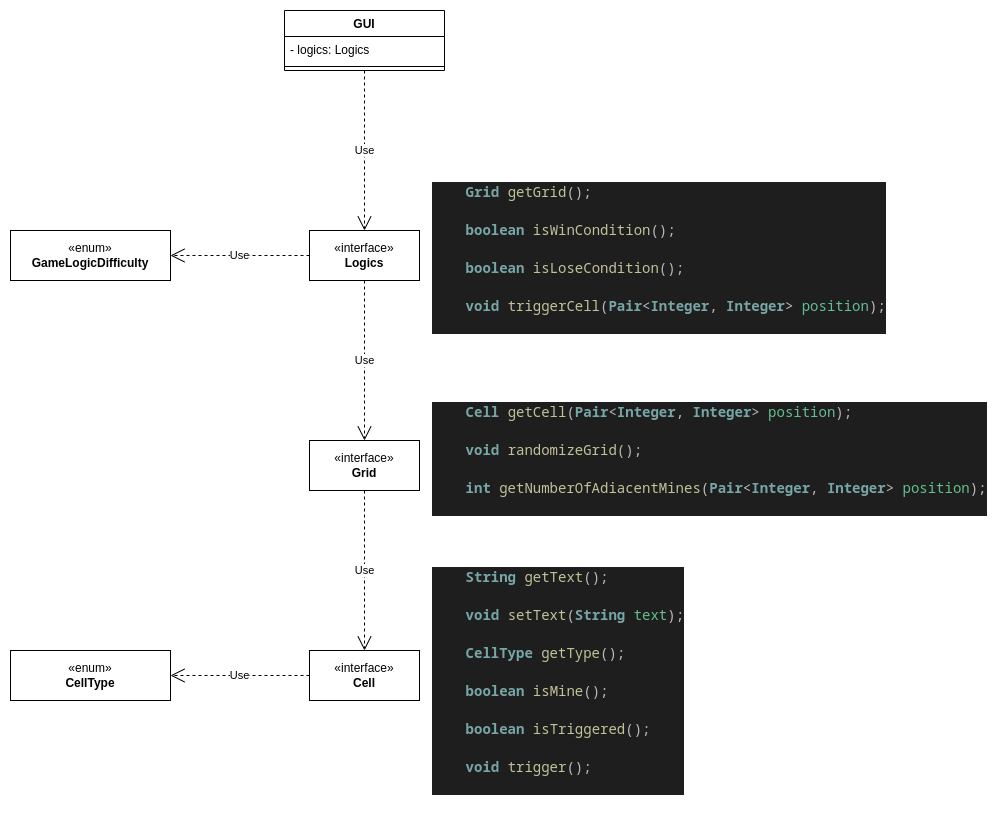 GUI
- logics: Logics
Use
Grid getGrid();
boolean isWinCondition();
«enum»
GameLogicDifficulty
Use
«interface»
Logics
boolean isLoseCondition();
void triggerCell(Pair<Integer, Integer> position);
Use
Cell getCell(Pair<Integer, Integer> position);
void randomizeGrid();
«interface»
Grid
int getNumberOfAdiacentMines(Pair<Integer, Integer> position);
Use
String getText();
void setText(String text);
CellType getType();
«enum»
CellType
Use
«interface»
Cell
boolean isMine();
boolean isTriggered();
void trigger();